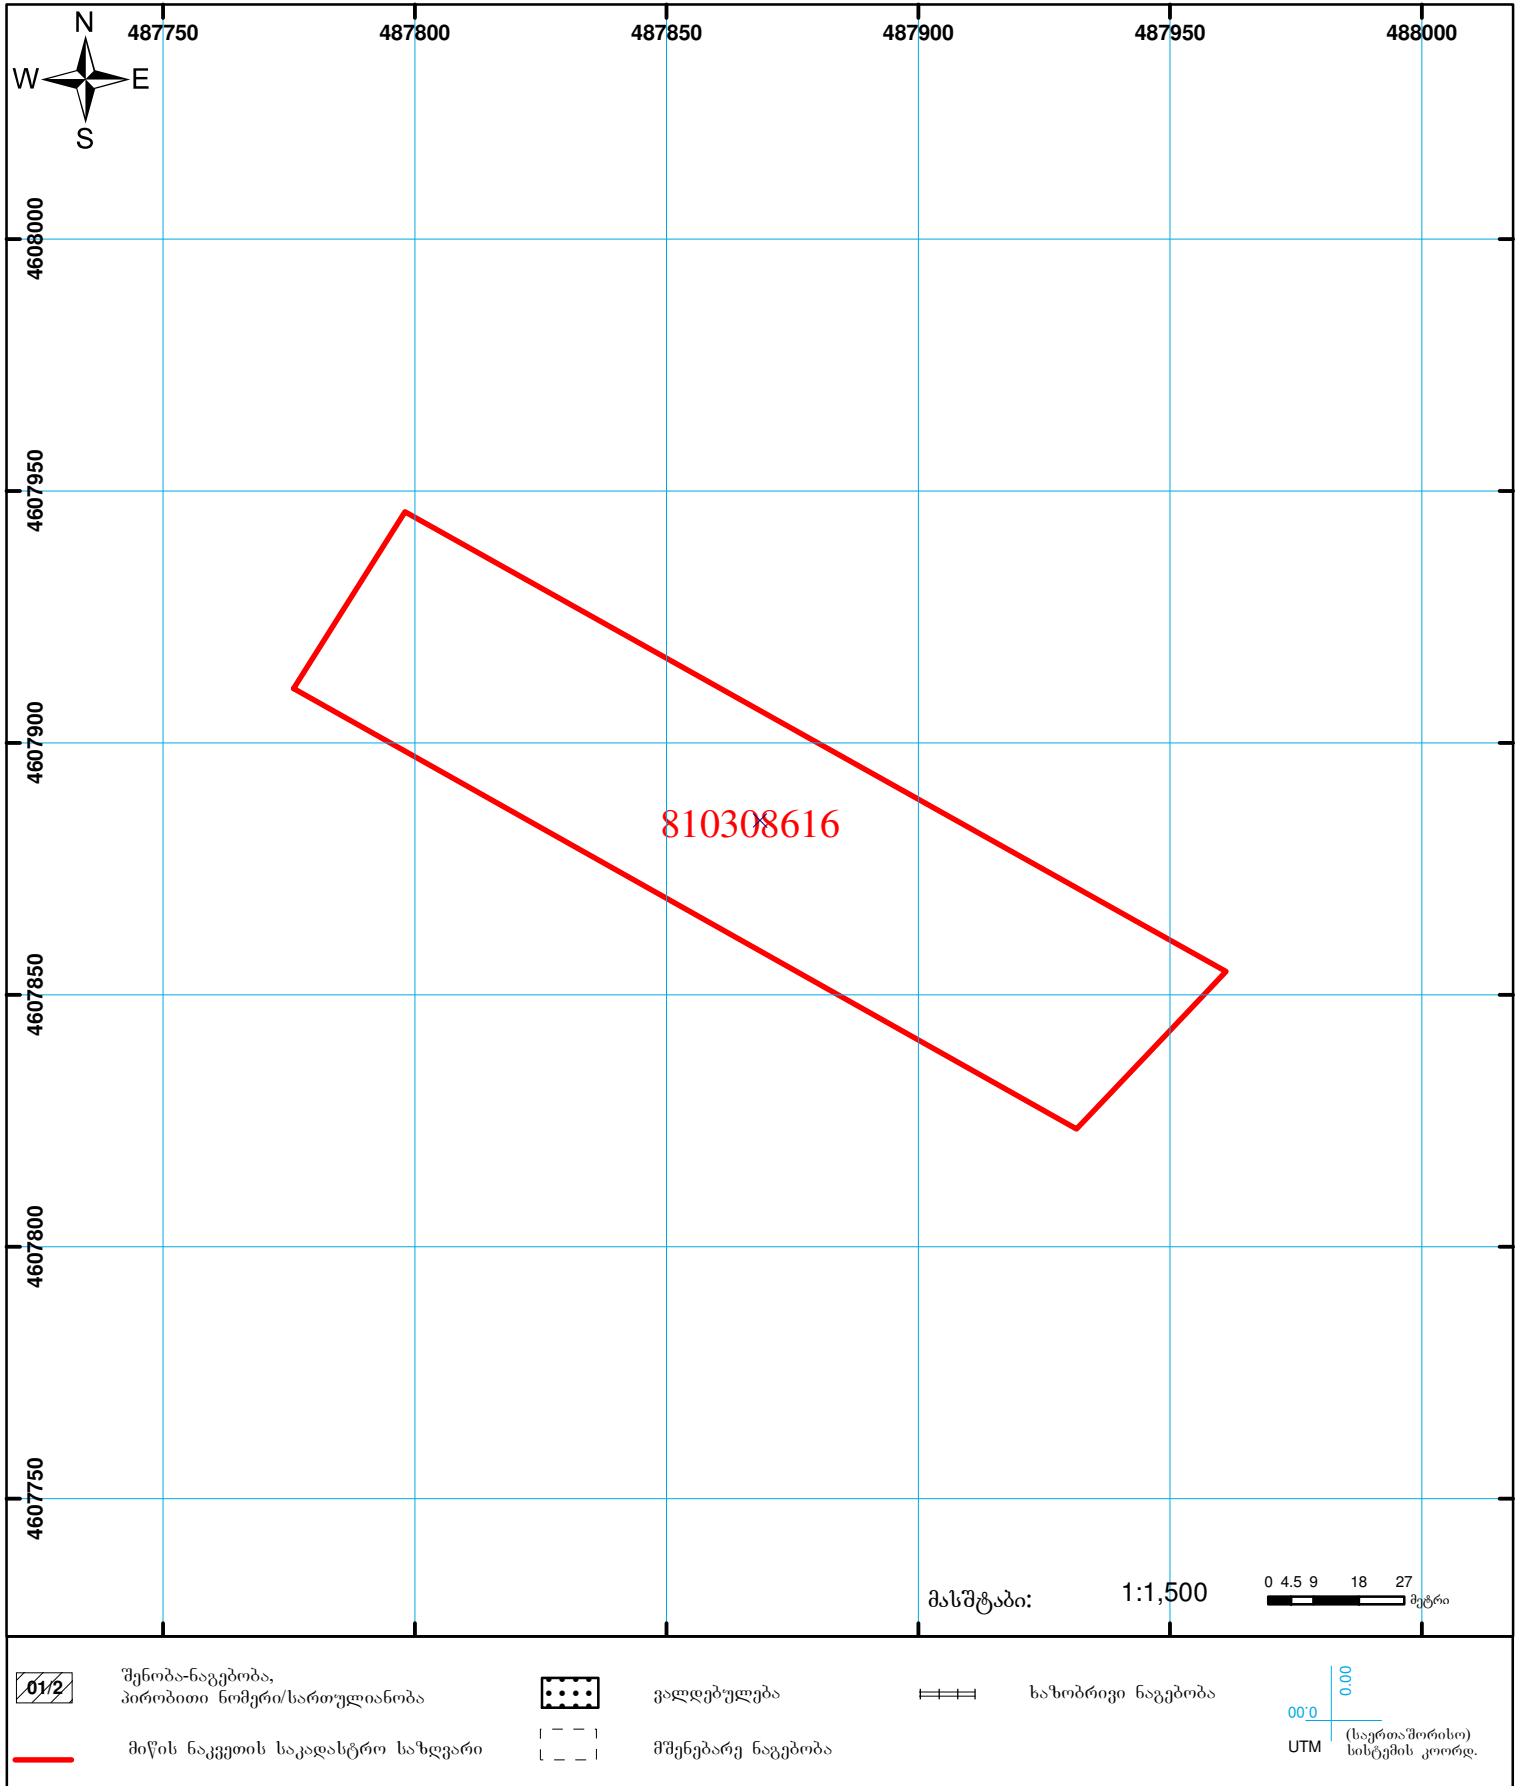 N
W E
S
487750 487800 487850 487900 487950 488000
4608000
4607950
4607900
4607850
4607800
4607750
810308616
მასშტაბი: 1:1,500
0 4.5 9 18 27
მეტრი
01/2
შენობა-ნაგებობა,
პირობითი ნომერი/სართულიანობა
ვალდებულება
ხაზობრივი ნაგებობა
მიწის ნაკვეთის საკადასტრო საზღვარი
მშენებარე ნაგებობა
0.00
0.00
UTM
(საერთაშორისო)
სისტემის კოორდ.